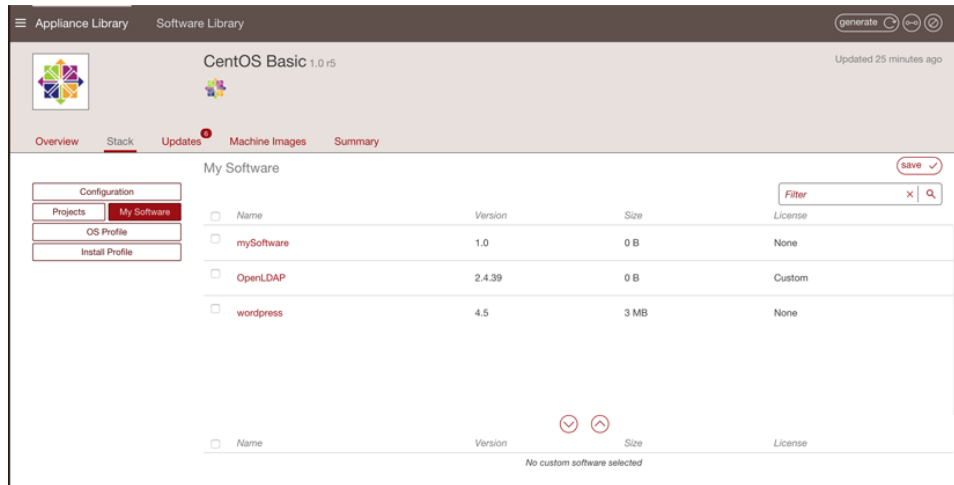 Appliance Library Software Library generate
CentOS Basic 1.0 r5 Updated 25 minutes ago
Overview Stack Updates 6 Machine Images Summary
My Software save
Configuration
Filter
Projects My Software
Name Version Size License
OS Profile
mySoftware 1.0 0 B None
Install Profile
OpenLDAP 2.4.39 0 B Custom
wordpress 4.5 3 MB None
Name Version Size License
No custom software selected